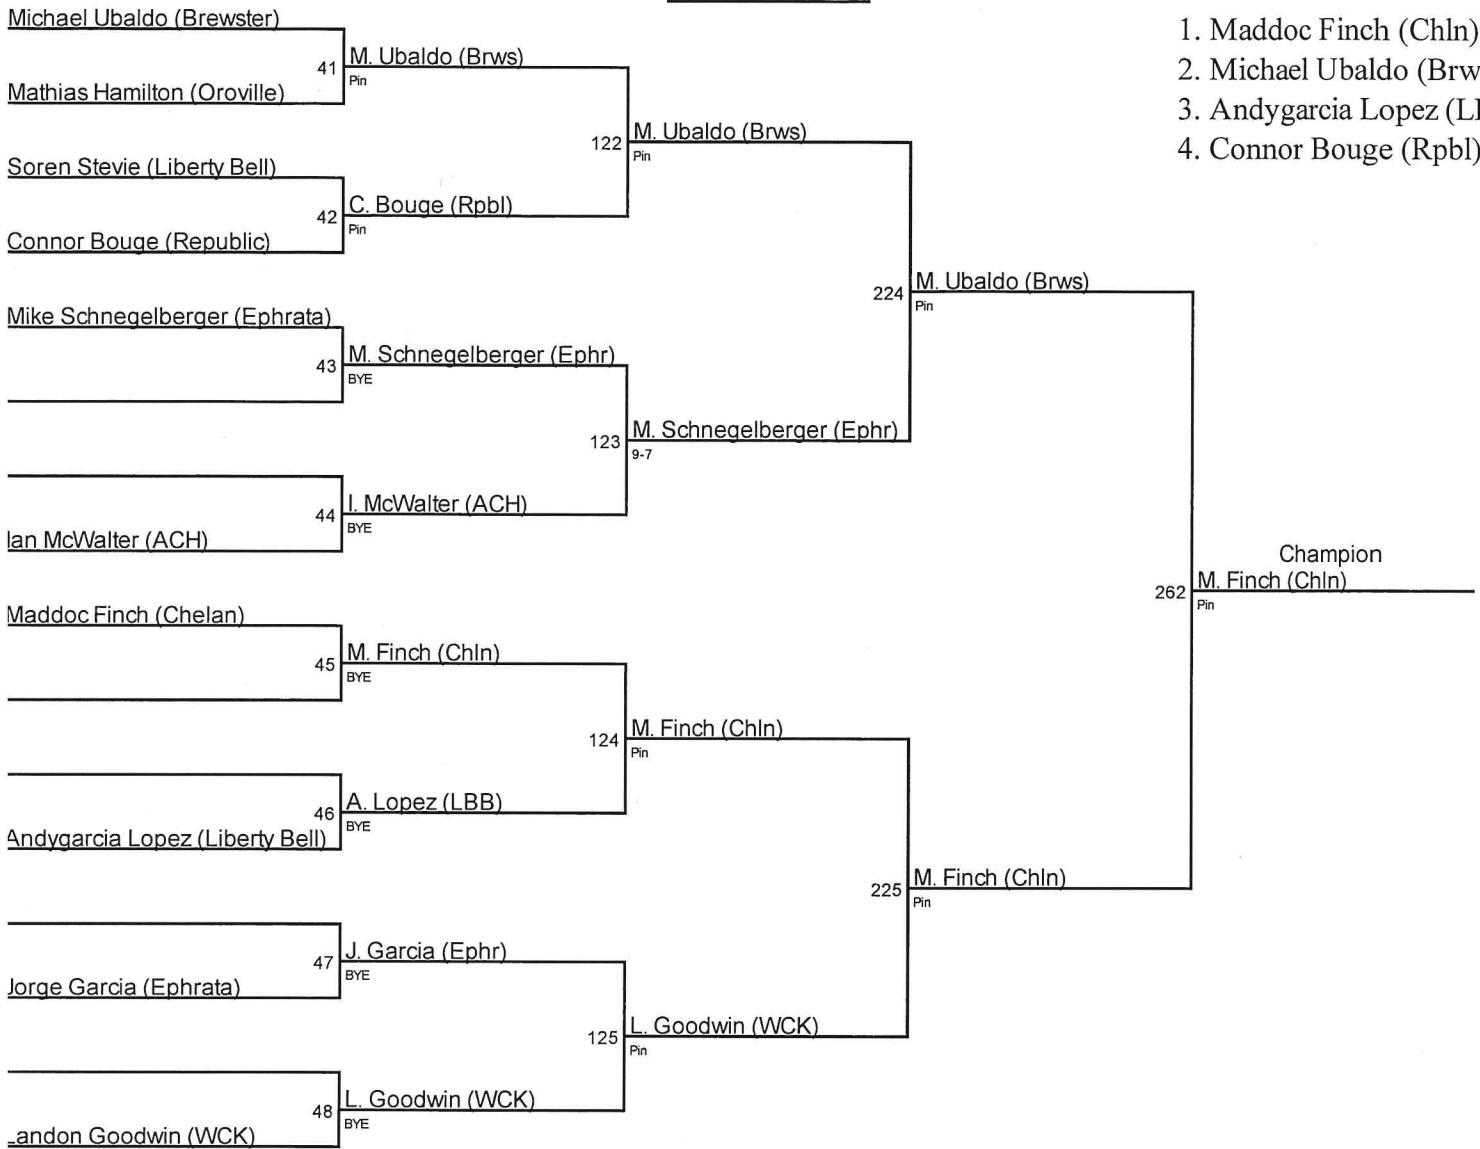 Michael Ubaldo (Brewster)
41
M. Ubaldo (Brws)
Pin
Mathias Hamilton (Oroville)
122
M. Ubaldo (Brws)
Pin
Soren Stevie (Liberty Bell)
42
C. Bouge (Rpbl)
Pin
Connor Bouge (Republic)
224
M. Ubaldo (Brws)
Pin
Mike Schnegelberger (Ephrata)
43
M. Schnegelberger (Ephr)
BYE
123
M. Schnegelberger (Ephr)
9-7
44
I. McWalter (ACH)
BYE
Ian McWalter (ACH)
Champion
262
M. Finch (Chln)
Pin
Maddoc Finch (Chelan)
45
M. Finch (Chln)
BYE
124
M. Finch (Chln)
Pin
46
A. Lopez (LBB)
BYE
Andygarcia Lopez (Liberty Bell)
225
M. Finch (Chln)
Pin
47
J. Garcia (Ephr)
BYE
Jorge Garcia (Ephrata)
125
L. Goodwin (WCK)
Pin
48
L. Goodwin (WCK)
BYE
Landon Goodwin (WCK)
1. Maddoc Finch (Chln)
2. Michael Ubaldo (Brw
3. Andygarcia Lopez (L
4. Connor Bouge (Rpbl)